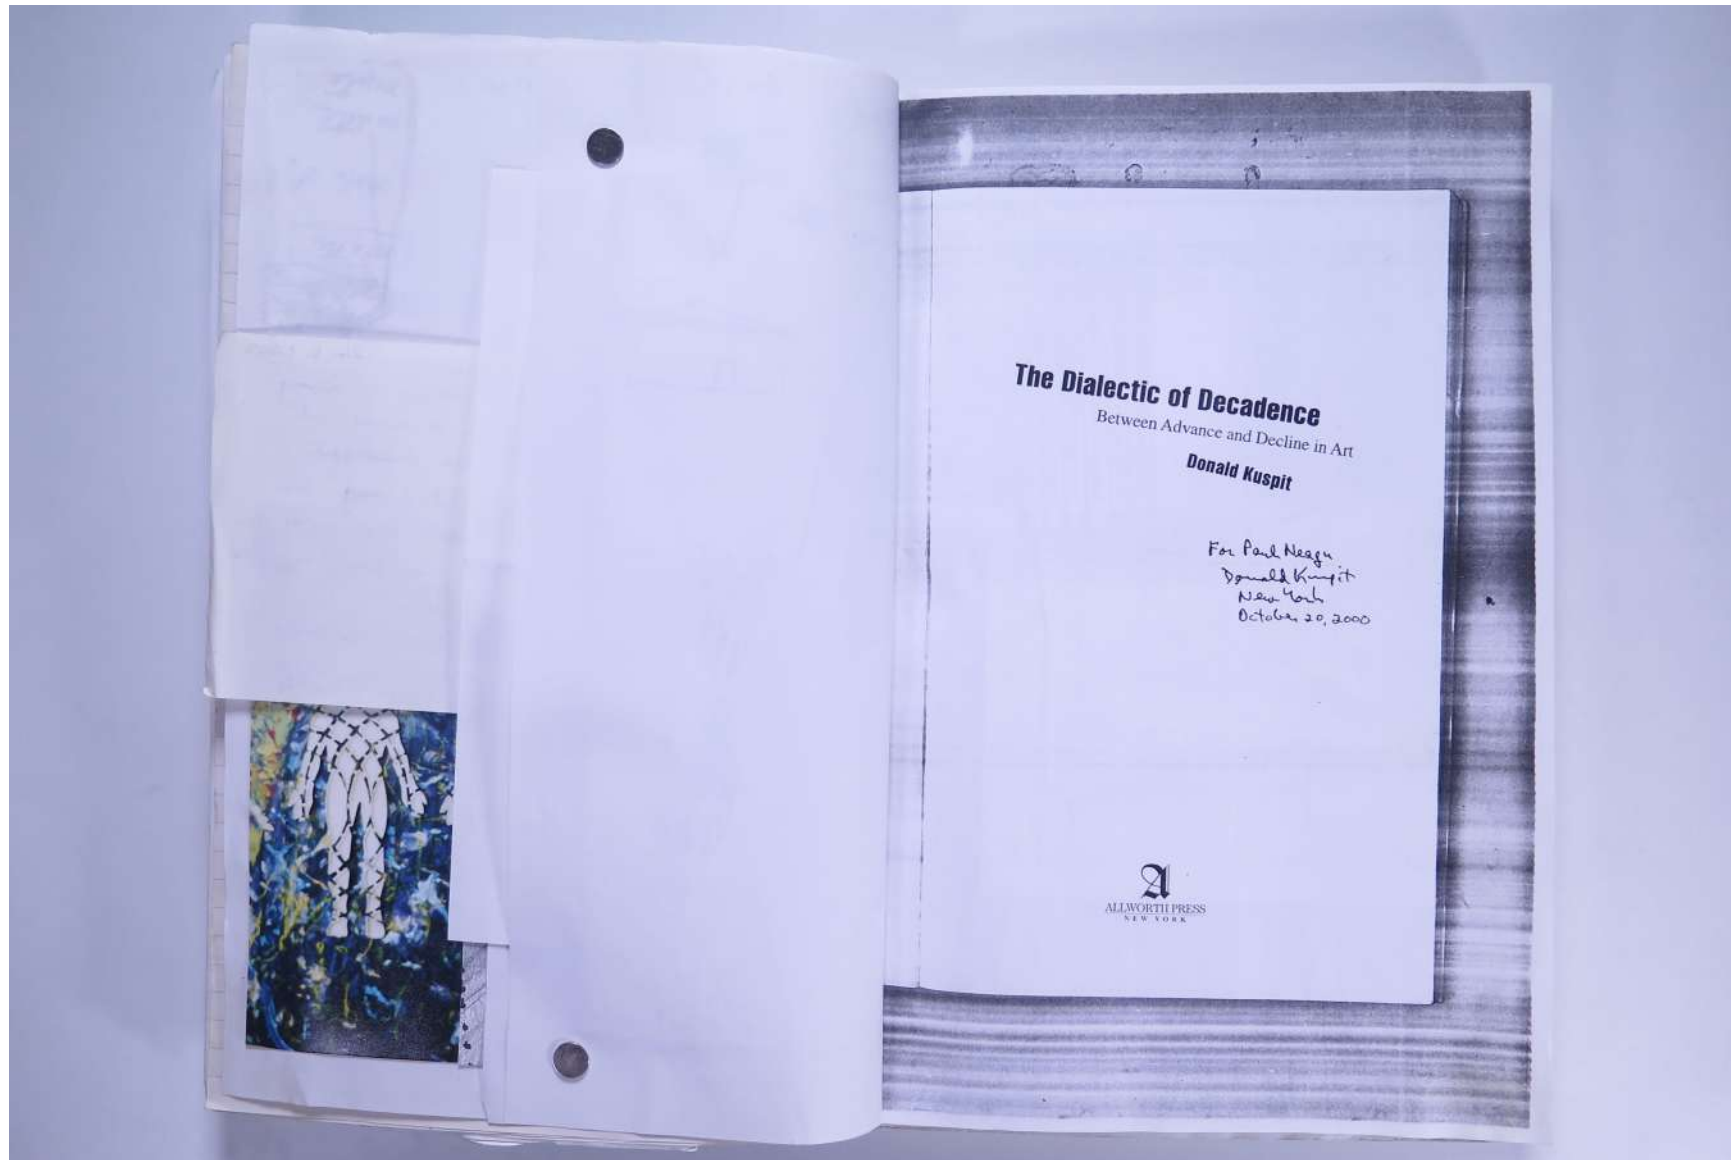 The Dialectic of Decadence
Between Advance and Decline in Art
Donald Kuspit
For Paul Neagu
Donald Kuspit
New York
October 20, 2000
A
ALLWORTH PRESS
NEW YORK